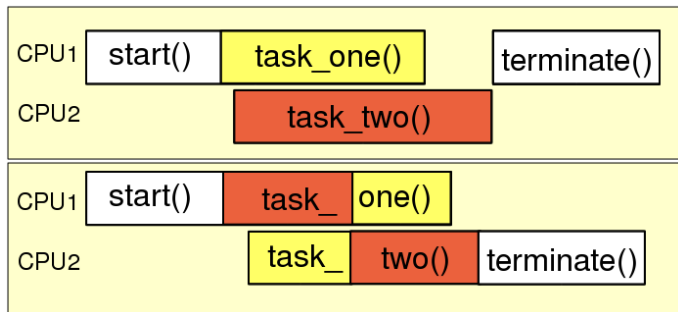 CPU1 start() task_one() terminate()
CPU2 task_two()
CPU1 start() task_ one()
CPU2 task_ two() terminate()